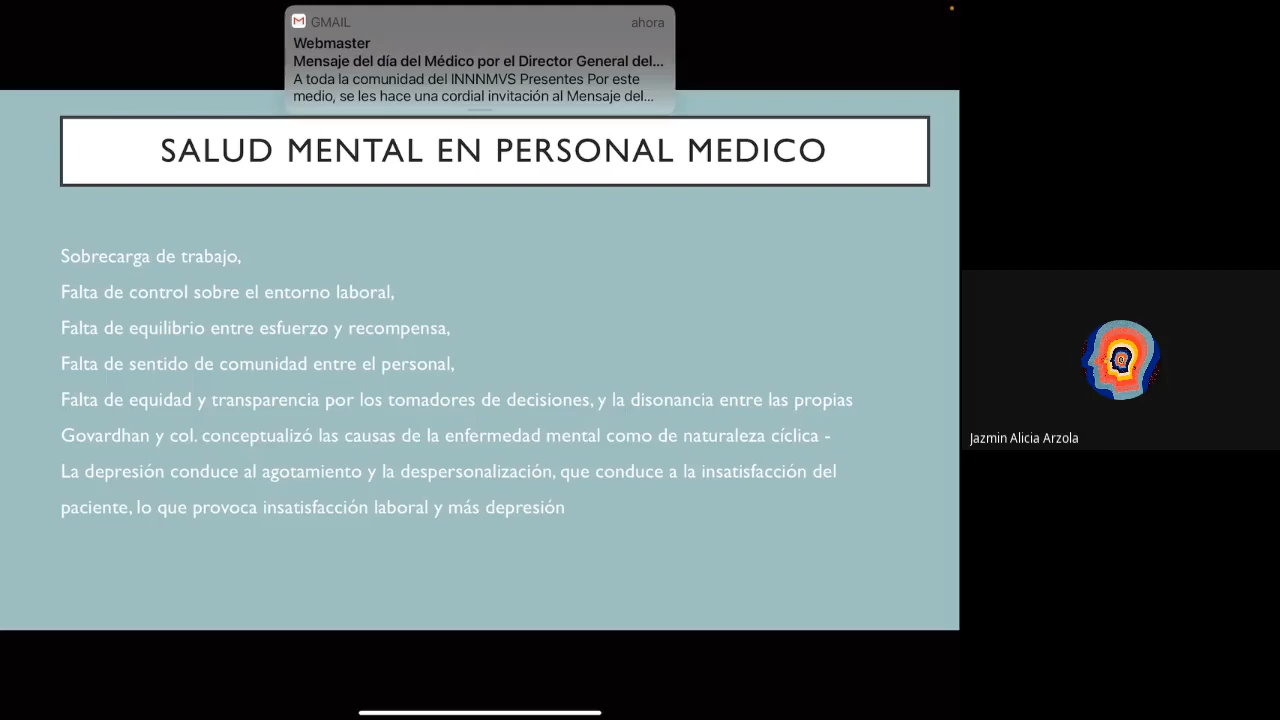 GMAIL
ahora
Webmaster
Mensaje del día del Médico por el Director General del...
A toda la comunidad del INNNMVS Presentes Por este
medio, se les hace una cordial invitación al Mensaje del...
SALUD MENTAL EN PERSONAL MEDICO
Sobrecarga de trabajo,
Falta de control sobre el entorno laboral,
Falta de equilibrio entre esfuerzo y recompensa,
Falta de sentido de comunidad entre el personal,
Falta de equidad y transparencia por los tomadores de decisiones, y la disonancia entre las propias
Govardhan y col. conceptualizó las causas de la enfermedad mental como de naturaleza cíclica -
La depresión conduce al agotamiento y la despersonalización, que conduce a la insatisfacción del
paciente, lo que provoca insatisfacción laboral y más depresión
Jazmin Alicia Arzola